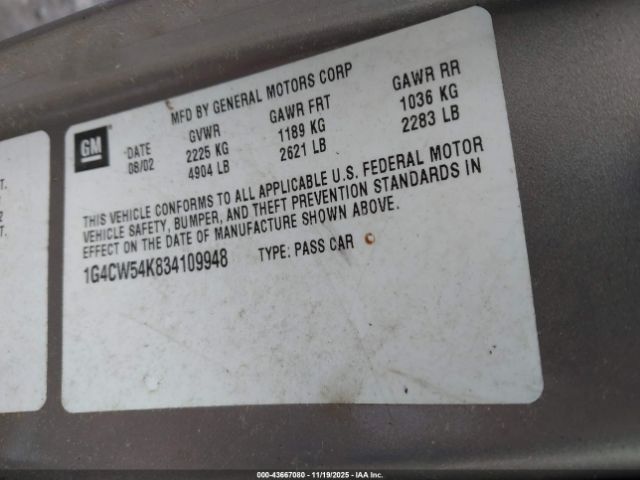 MFD BY GENERAL MOTORS CORP
GM
DATE GVWR GAWR FRT GAWR RR
08/02 2225 KG 1189 KG 1036 KG
4904 LB 2621 LB 2283 LB
THIS VEHICLE CONFORMS TO ALL APPLICABLE U.S. FEDERAL MOTOR
VEHICLE SAFETY, BUMPER, AND THEFT PREVENTION STANDARDS IN
EFFECT ON THE DATE OF MANUFACTURE SHOWN ABOVE.
1G4CW54K834109948 TYPE: PASS CAR
000-43667080 - 11/19/2025 - IAA Inc.